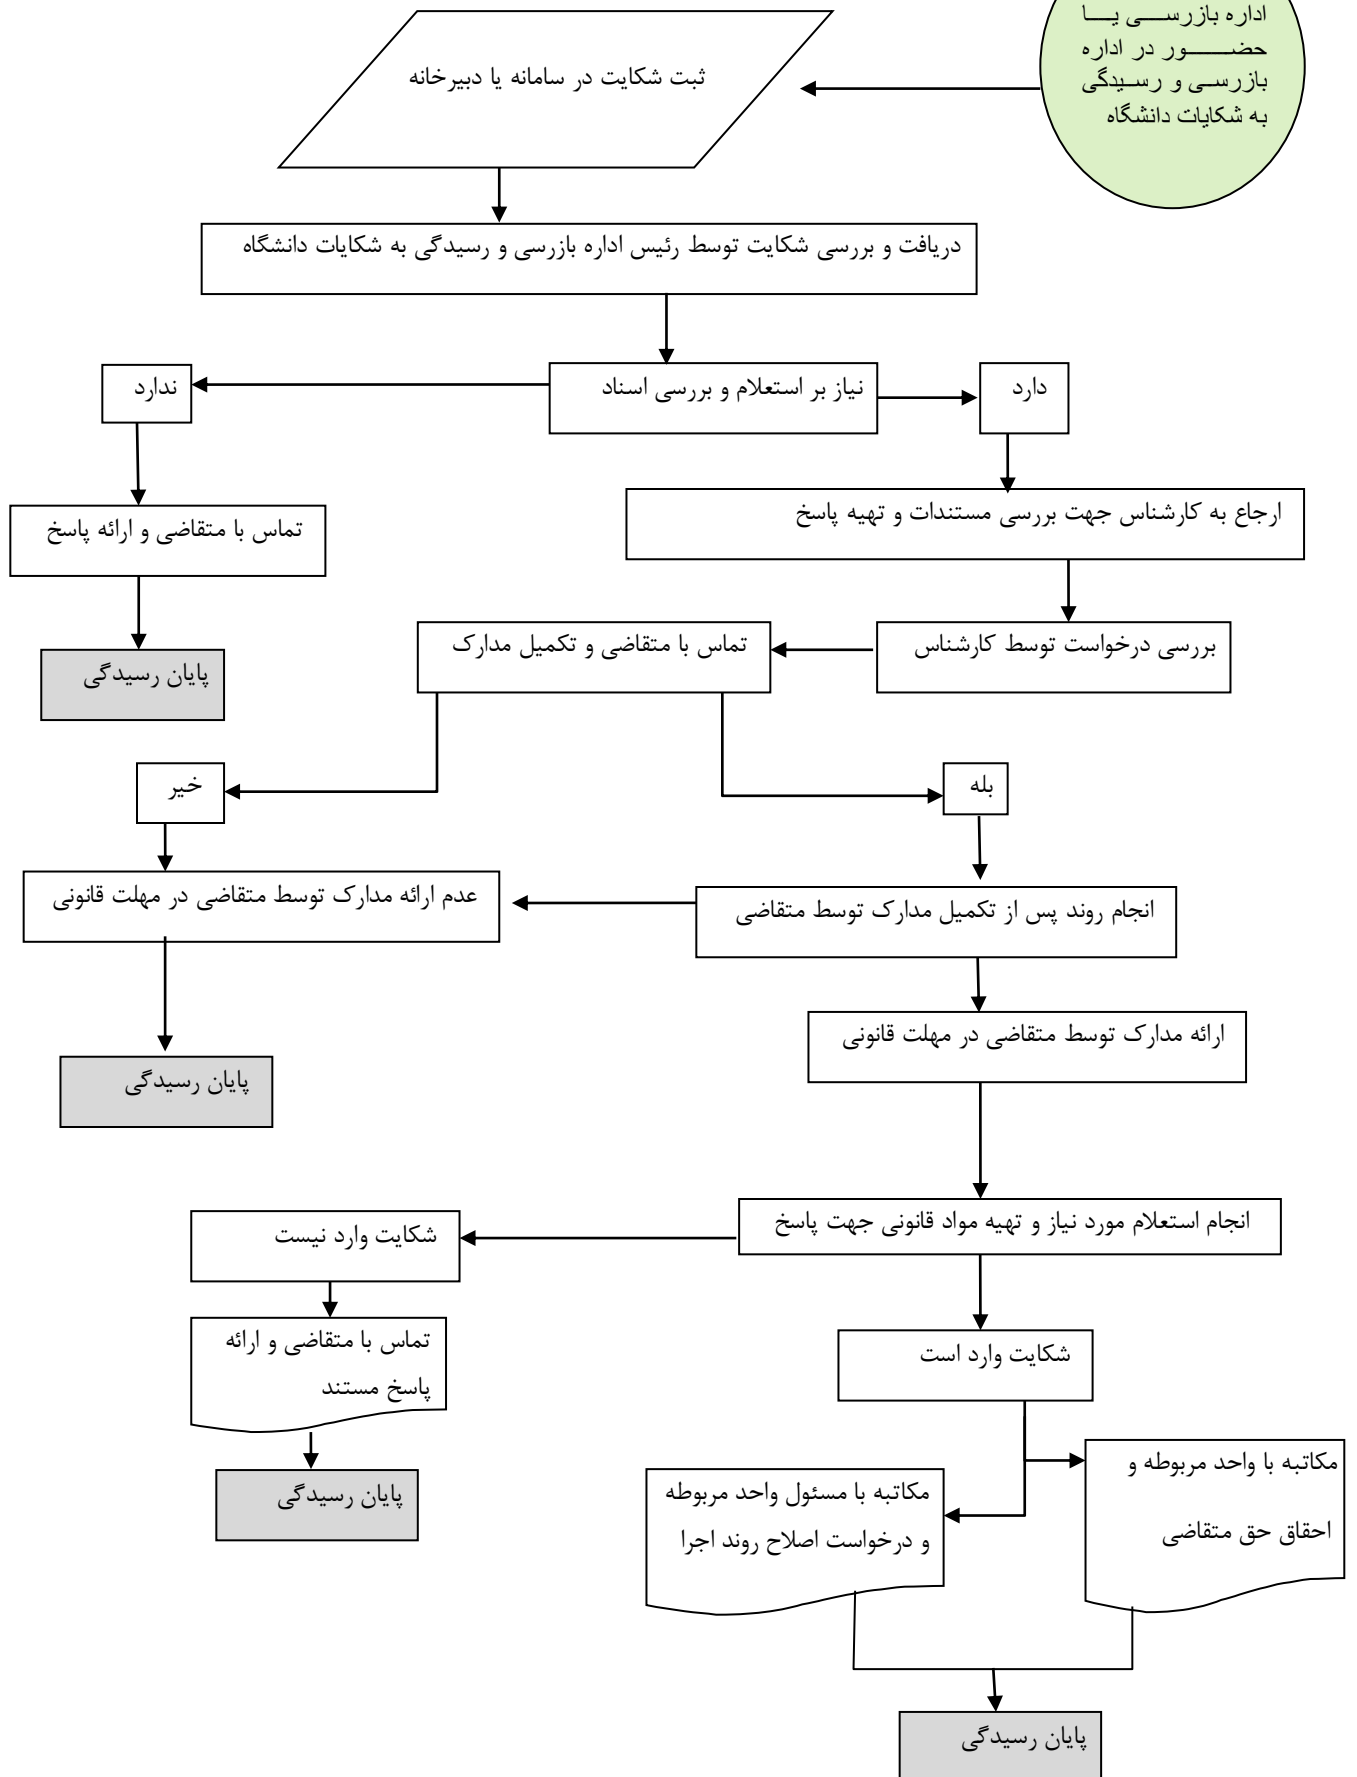 اداره بازرسی یا
حضور در اداره
بازرسی و رسیدگی
به شکایات دانشگاه
ثبت شکایت در سامانه یا دبیرخانه
دریافت و بررسی شکایت توسط رئیس اداره بازرسی و رسیدگی به شکایات دانشگاه
نیاز بر استعلام و بررسی اسناد
دارد
ندارد
ارجاع به کارشناس جهت بررسی مستندات و تهیه پاسخ
تماس با متقاضی و ارائه پاسخ
بررسی درخواست توسط کارشناس
تماس با متقاضی و تکمیل مدارک
پایان رسیدگی
بله
خیر
انجام روند پس از تکمیل مدارک توسط متقاضی
عدم ارائه مدارک توسط متقاضی در مهلت قانونی
ارائه مدارک توسط متقاضی در مهلت قانونی
پایان رسیدگی
انجام استعلام مورد نیاز و تهیه مواد قانونی جهت پاسخ
شکایت وارد نیست
شکایت وارد است
تماس با متقاضی و ارائه
پاسخ مستند
مکاتبه با واحد مربوطه و
احقاق حق متقاضی
مکاتبه با مسئول واحد مربوطه
و درخواست اصلاح روند اجرا
پایان رسیدگی
پایان رسیدگی